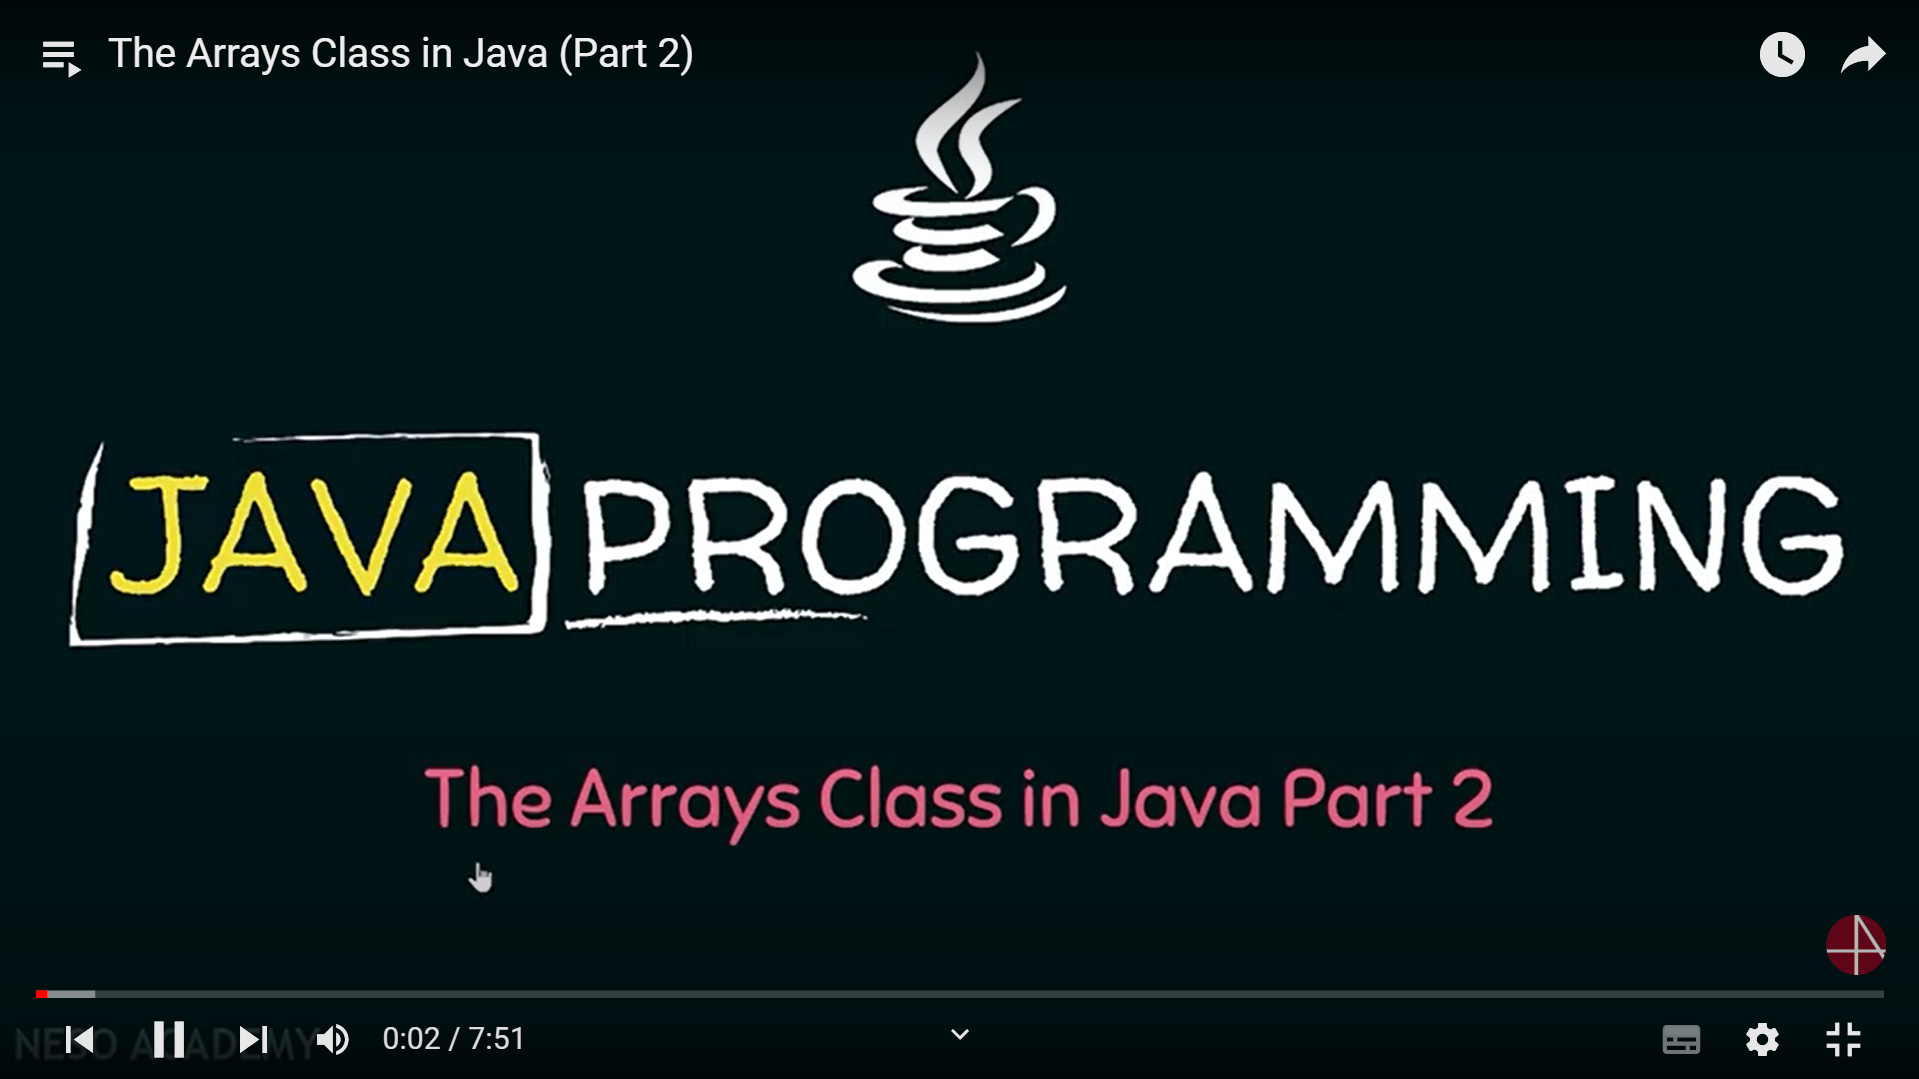 The Arrays Class in Java (Part 2)
JAVA PROGRAMMING
The Arrays Class in Java Part 2
NESO ACADEMY
0:02 / 7:51